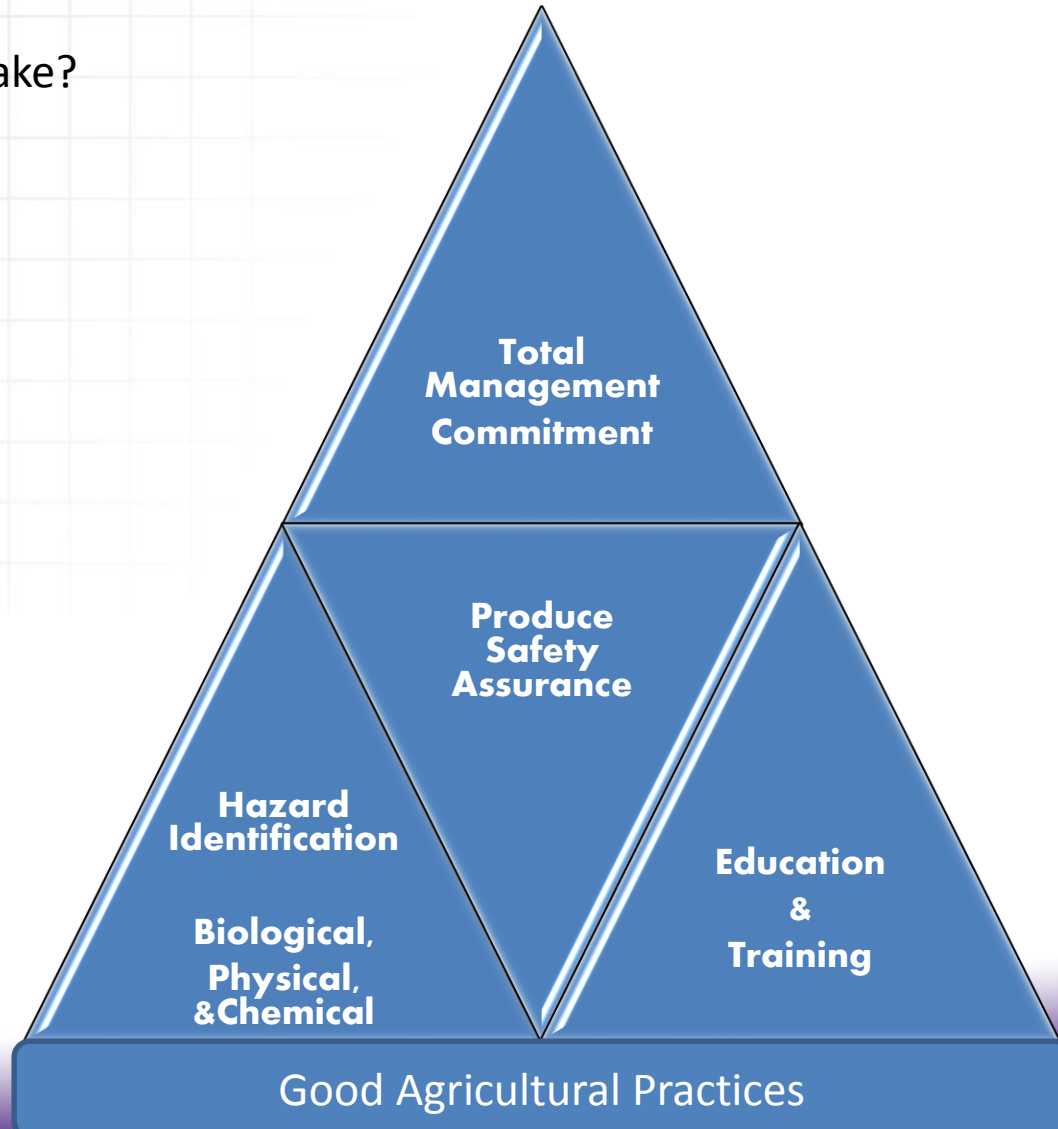 ake?
Total
Management
Commitment
Produce
Safety
Assurance
Hazard
Identification
Biological,
Physical,
&Chemical
Education
&
Training
Good Agricultural Practices